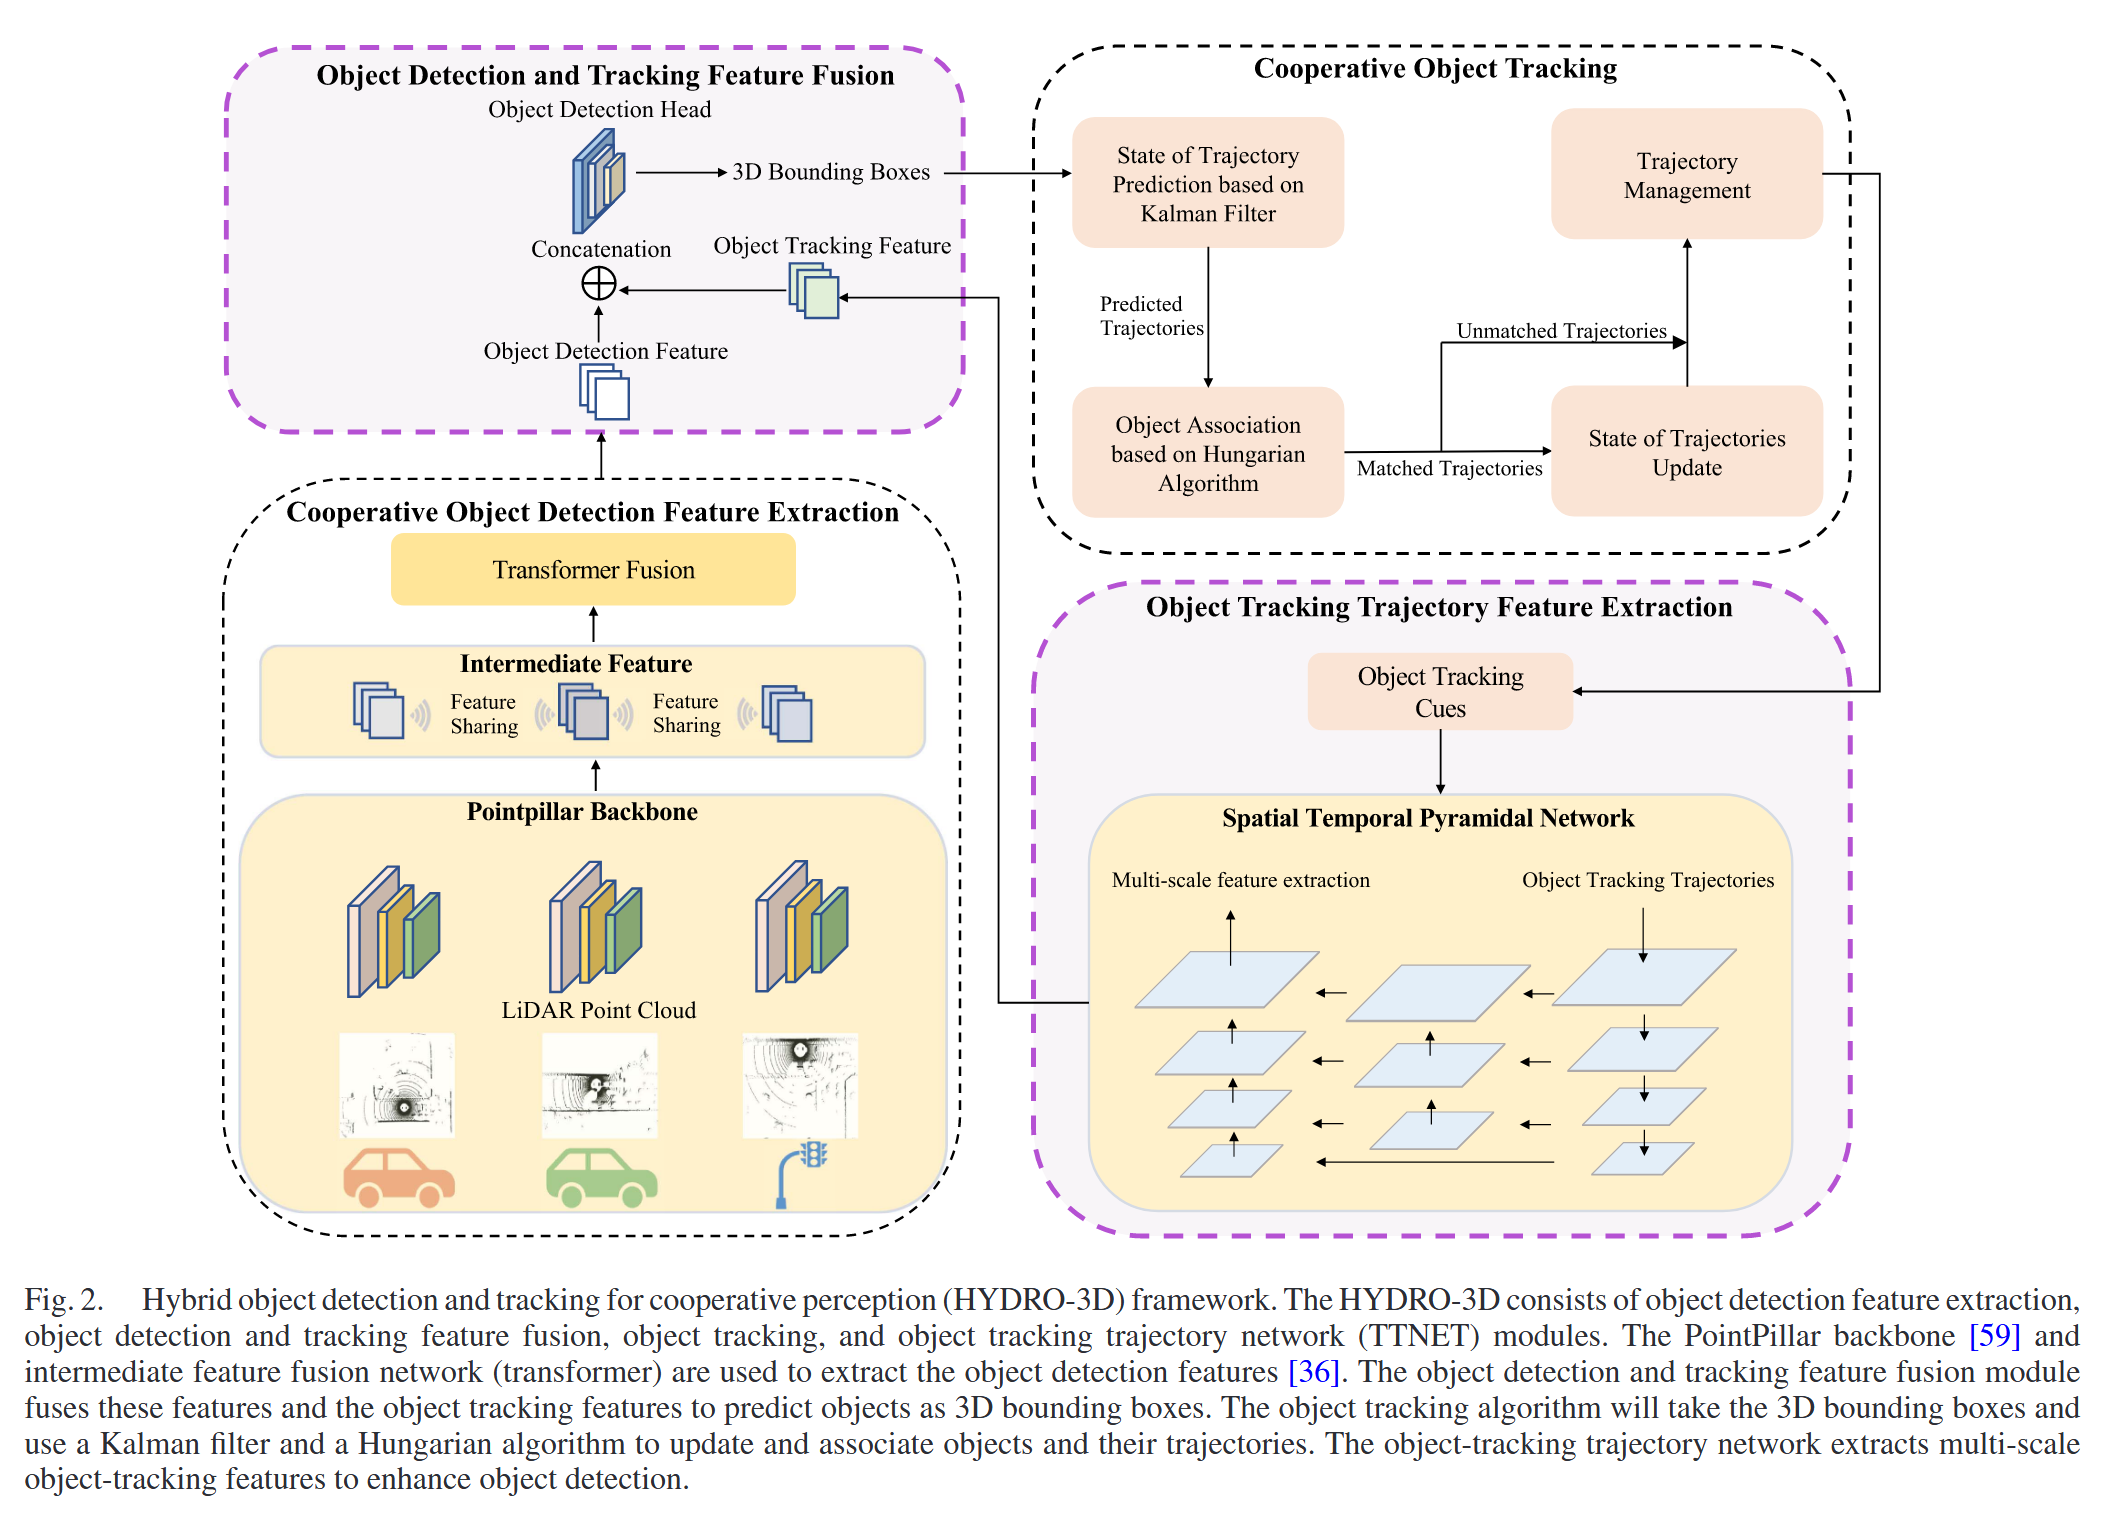 Object Detection and Tracking Feature Fusion
Object Detection Head
3D Bounding Boxes
Concatenation
Object Tracking Feature
Object Detection Feature
Cooperative Object Tracking
State of Trajectory
Prediction based on
Kalman Filter
Trajectory
Management
Predicted
Trajectories
Unmatched Trajectories
Object Association
based on Hungarian
Algorithm
Matched Trajectories
State of Trajectories
Update
Cooperative Object Detection Feature Extraction
Transformer Fusion
Intermediate Feature
Feature
Sharing
Feature
Sharing
Pointpillar Backbone
LiDAR Point Cloud
Object Tracking Trajectory Feature Extraction
Object Tracking
Cues
Spatial Temporal Pyramidal Network
Multi-scale feature extraction
Object Tracking Trajectories
Fig. 2. Hybrid object detection and tracking for cooperative perception (HYDRO-3D) framework. The HYDRO-3D consists of object detection feature extraction,
object detection and tracking feature fusion, object tracking, and object tracking trajectory network (TTNET) modules. The PointPillar backbone [59] and
intermediate feature fusion network (transformer) are used to extract the object detection features [36]. The object detection and tracking feature fusion module
fuses these features and the object tracking features to predict objects as 3D bounding boxes. The object tracking algorithm will take the 3D bounding boxes and
use a Kalman filter and a Hungarian algorithm to update and associate objects and their trajectories. The object-tracking trajectory network extracts multi-scale
object-tracking features to enhance object detection.